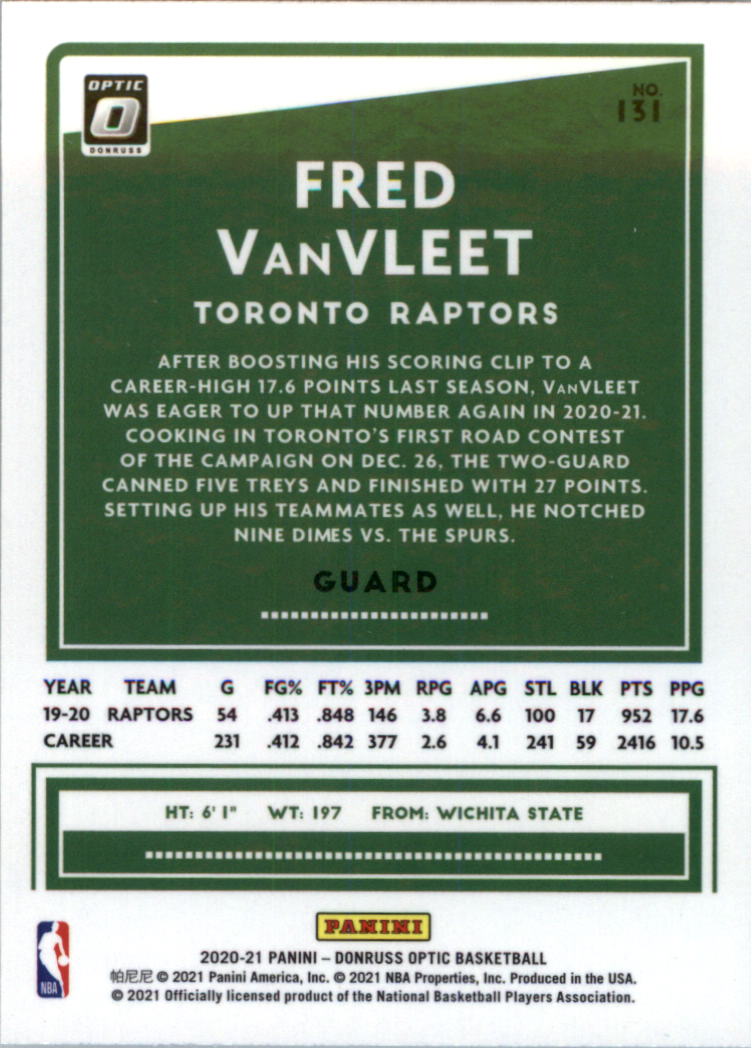 OPTIC
O
DONRUSS
NO.
131
FRED
VANVLEET
TORONTO RAPTORS
AFTER BOOSTING HIS SCORING CLIP TO A
CAREER-HIGH 17.6 POINTS LAST SEASON, VANVLEET
WAS EAGER TO UP THAT NUMBER AGAIN IN 2020-21.
COOKING IN TORONTO'S FIRST ROAD CONTEST
OF THE CAMPAIGN ON DEC. 26, THE TWO-GUARD
CANNED FIVE TREYS AND FINISHED WITH 27 POINTS.
SETTING UP HIS TEAMMATES AS WELL, HE NOTCHED
NINE DIMES VS. THE SPURS.
GUARD
YEAR TEAM G FG% FT% 3PM RPG APG STL BLK PTS PPG
19-20 RAPTORS 54 .413 .848 146 3.8 6.6 100 17 952 17.6
CAREER 231 .412 .842 377 2.6 4.1 241 59 2416 10.5
HT: 6' 1" WT: 197 FROM: WICHITA STATE
PANINI
NBA
2020-21 PANINI – DONRUSS OPTIC BASKETBALL
帕尼尼 © 2021 Panini America, Inc. © 2021 NBA Properties, Inc. Produced in the USA.
© 2021 Officially licensed product of the National Basketball Players Association.